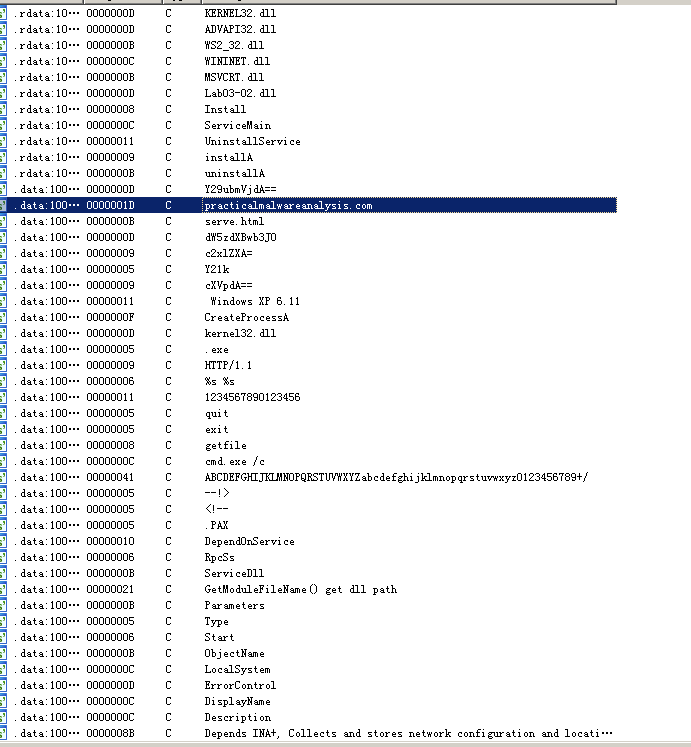 .rdata:10… 0000000D C KERNEL32.dll
.rdata:10… 0000000D C ADVAPI32.dll
.rdata:10… 0000000B C WS2_32.dll
.rdata:10… 0000000C C WININET.dll
.rdata:10… 0000000B C MSVCRT.dll
.rdata:10… 0000000D C Lab03-02.dll
.rdata:10… 00000008 C Install
.rdata:10… 0000000C C ServiceMain
.rdata:10… 00000011 C UninstallService
.rdata:10… 00000009 C installA
.rdata:10… 0000000B C uninstallA
.data:100… 0000000D C Y29ubmVjdA==
.data:100… 0000001D C practicalmalwareanalysis.com
.data:100… 0000000B C serve.html
.data:100… 0000000D C dW5zdXBwb3J0
.data:100… 00000009 C c2xlZXA=
.data:100… 00000005 C Y21k
.data:100… 00000009 C cXVpdA==
.data:100… 00000011 C Windows XP 6.11
.data:100… 0000000F C CreateProcessA
.data:100… 0000000D C kernel32.dll
.data:100… 00000005 C .exe
.data:100… 00000009 C HTTP/1.1
.data:100… 00000006 C %s %s
.data:100… 00000011 C 1234567890123456
.data:100… 00000005 C quit
.data:100… 00000005 C exit
.data:100… 00000008 C getfile
.data:100… 0000000C C cmd.exe /c
.data:100… 00000041 C ABCDEFGHIJKLMNOPQRSTUVWXYZabcdefghijklmnopqrstuvwxyz0123456789+/
.data:100… 00000005 C --!>
.data:100… 00000005 C <!--
.data:100… 00000005 C .PAX
.data:100… 00000010 C DependOnService
.data:100… 00000006 C RpcSs
.data:100… 0000000B C ServiceDll
.data:100… 00000021 C GetModuleFileName() get dll path
.data:100… 0000000B C Parameters
.data:100… 00000005 C Type
.data:100… 00000006 C Start
.data:100… 0000000B C ObjectName
.data:100… 0000000C C LocalSystem
.data:100… 0000000D C ErrorControl
.data:100… 0000000C C DisplayName
.data:100… 0000000C C Description
.data:100… 0000008B C Depends INA+, Collects and stores network configuration and locati…